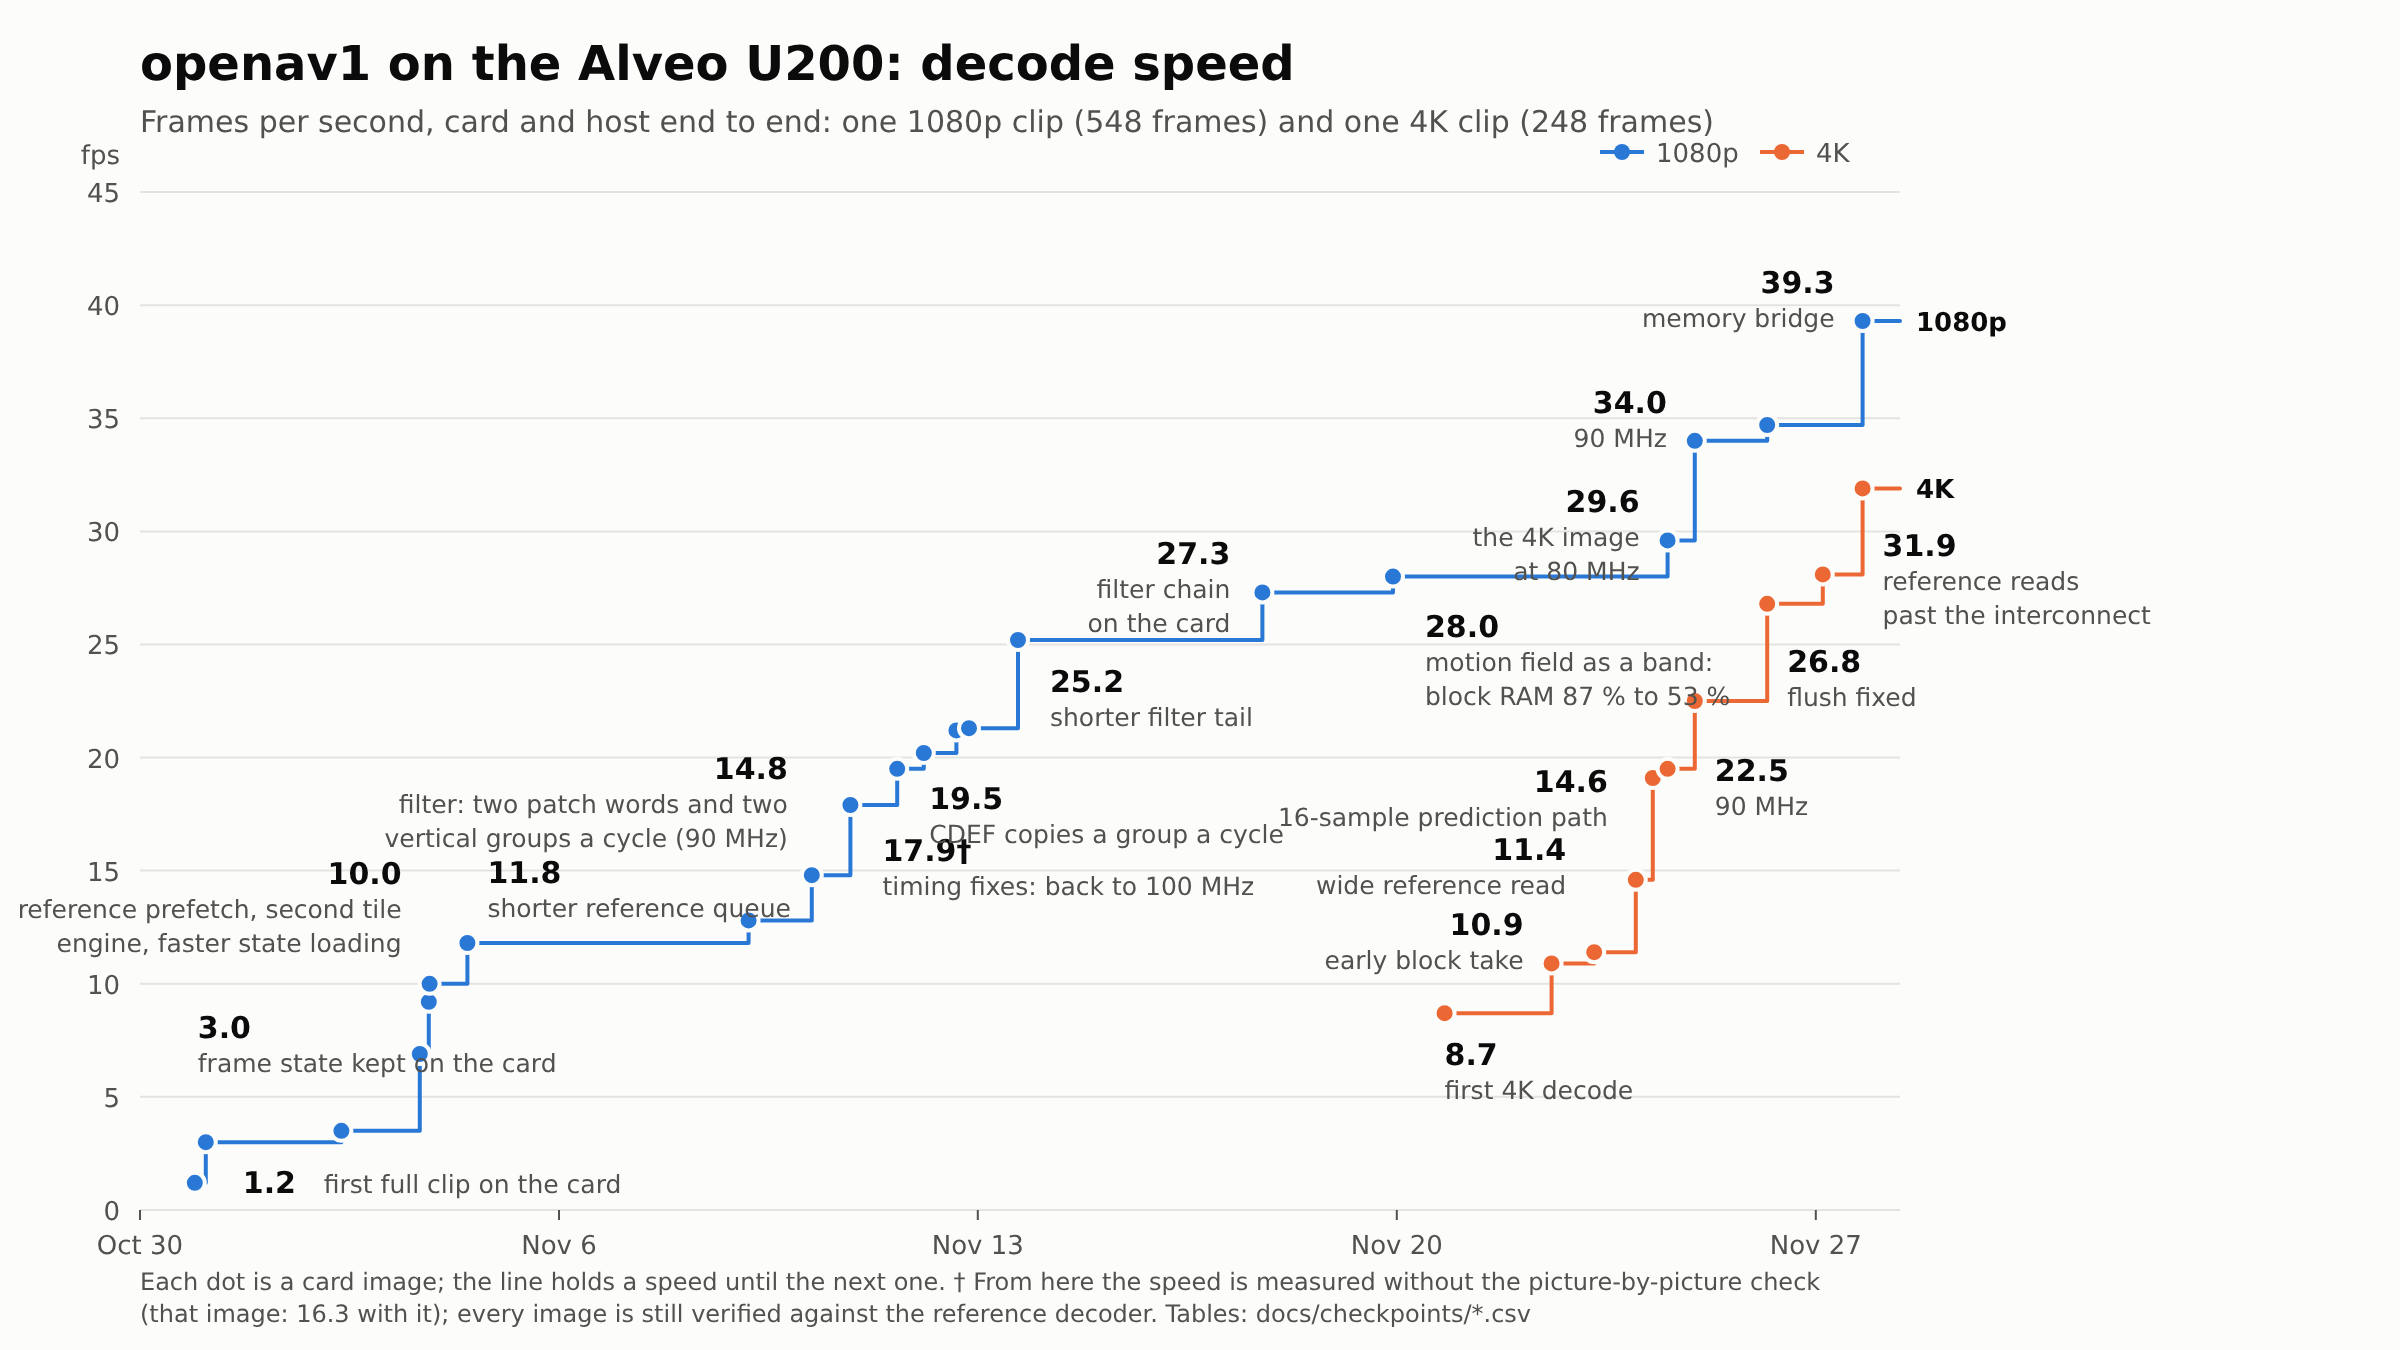 openav1 on the Alveo U200: decode speed
Frames per second, card and host end to end: one 1080p clip (548 frames) and one 4K clip (248 frames)
fps
1080p
4K
45
40
35
30
25
20
15
10
5
0
39.3
memory bridge
1080p
34.0
90 MHz
4K
29.6
the 4K image
at 80 MHz
31.9
reference reads
past the interconnect
27.3
filter chain
on the card
28.0
motion field as a band:
block RAM 87 % to 53 %
26.8
flush fixed
25.2
shorter filter tail
14.8
filter: two patch words and two
vertical groups a cycle (90 MHz)
19.5
CDEF copies a group a cycle
17.9†
timing fixes: back to 100 MHz
14.6
16-sample prediction path
22.5
90 MHz
11.4
wide reference read
10.0
reference prefetch, second tile
engine, faster state loading
11.8
shorter reference queue
10.9
early block take
3.0
frame state kept on the card
8.7
first 4K decode
1.2 first full clip on the card
Oct 30
Nov 6
Nov 13
Nov 20
Nov 27
Each dot is a card image; the line holds a speed until the next one. † From here the speed is measured without the picture-by-picture check
(that image: 16.3 with it); every image is still verified against the reference decoder. Tables: docs/checkpoints/*.csv